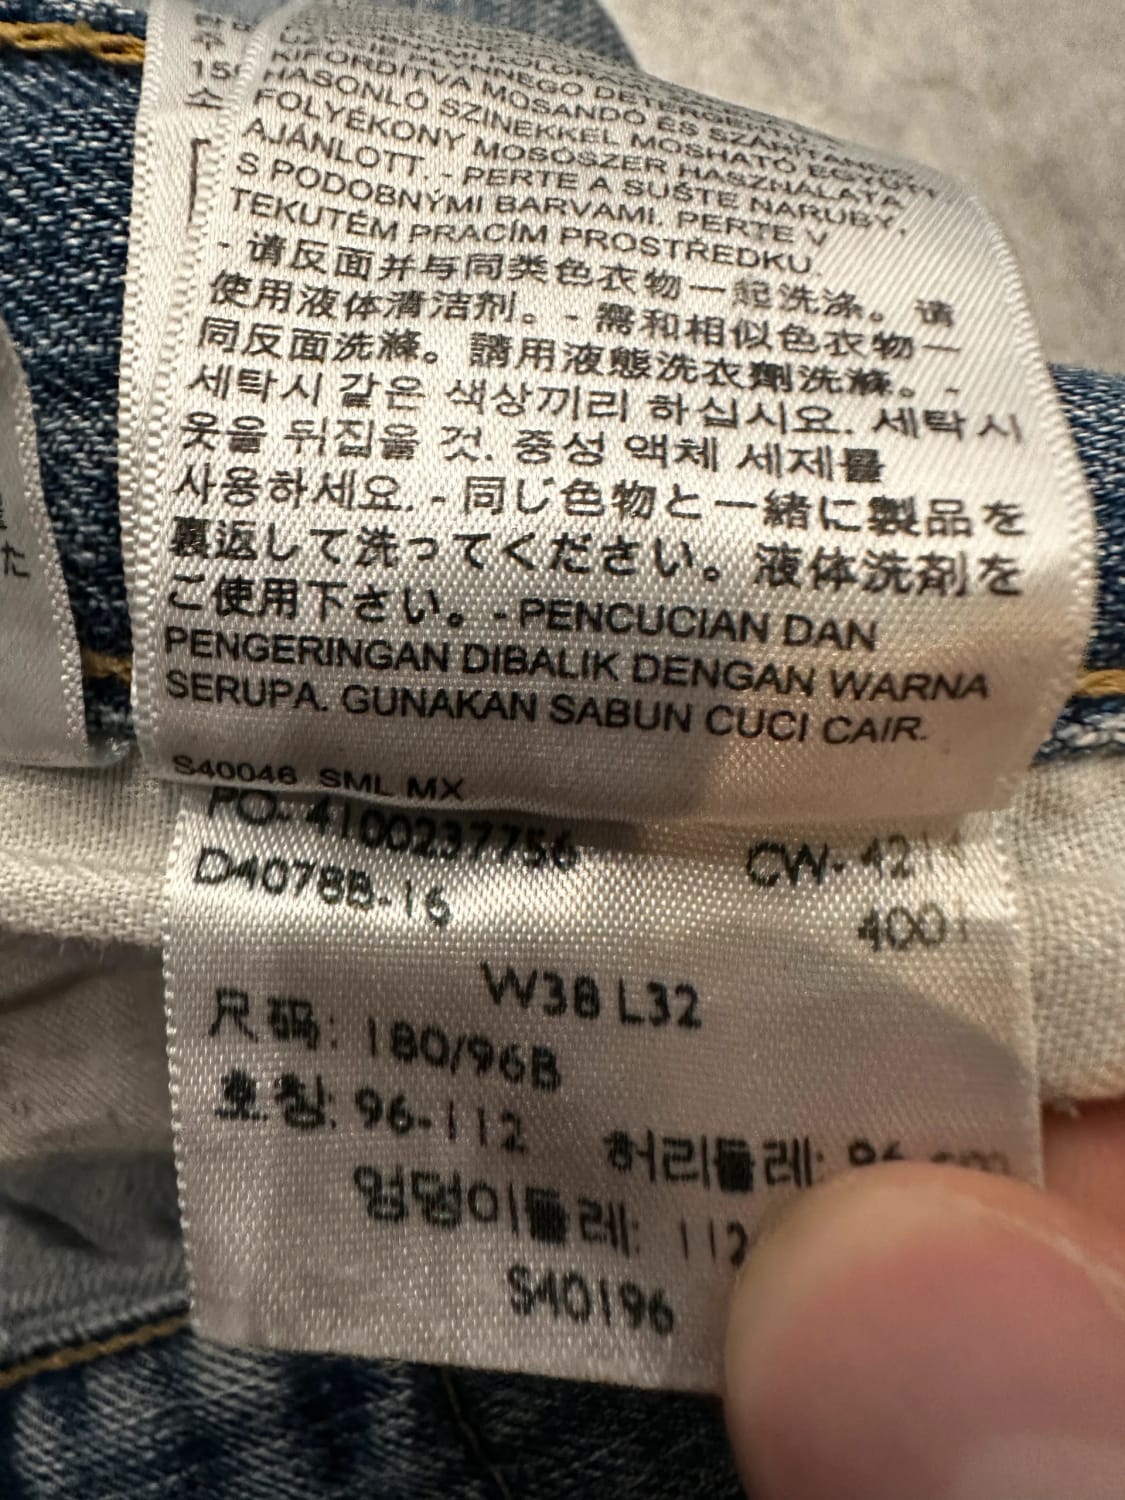 KIFORDÍTVA MOSANDÓ ÉS SZÁRÍTANDÓ
HASONLÓ SZÍNEKKEL MOSHATÓ EGYÜTT
FOLYÉKONY MOSÓSZER HASZNÁLATA
AJÁNLOTT. - PERTE A SUŠTE NARUBY,
S PODOBNÝMI BARVAMI. PERTE V
TEKUTÉM PRACÍM PROSTŘEDKU.
- 请反面并与同类色衣物一起洗涤。请
使用液体清洁剂。- 需和相似色衣物一
同反面洗滌。請用液態洗衣劑洗滌。-
세탁시 같은 색상끼리 하십시요. 세탁시
옷을 뒤집을 것. 중성 액체 세제를
사용하세요. - 同じ色物と一緒に製品を
裏返して洗ってください。液体洗剤を
ご使用下さい。- PENCUCIAN DAN
PENGERINGAN DIBALIK DENGAN WARNA
SERUPA. GUNAKAN SABUN CUCI CAIR.
S40046 SML MX
PO-4100237756
D4078B-16
W38 L32
尺码: 180/96B
호칭: 96-112
허리둘레: 96 cm
엉덩이둘레: 112
S40196